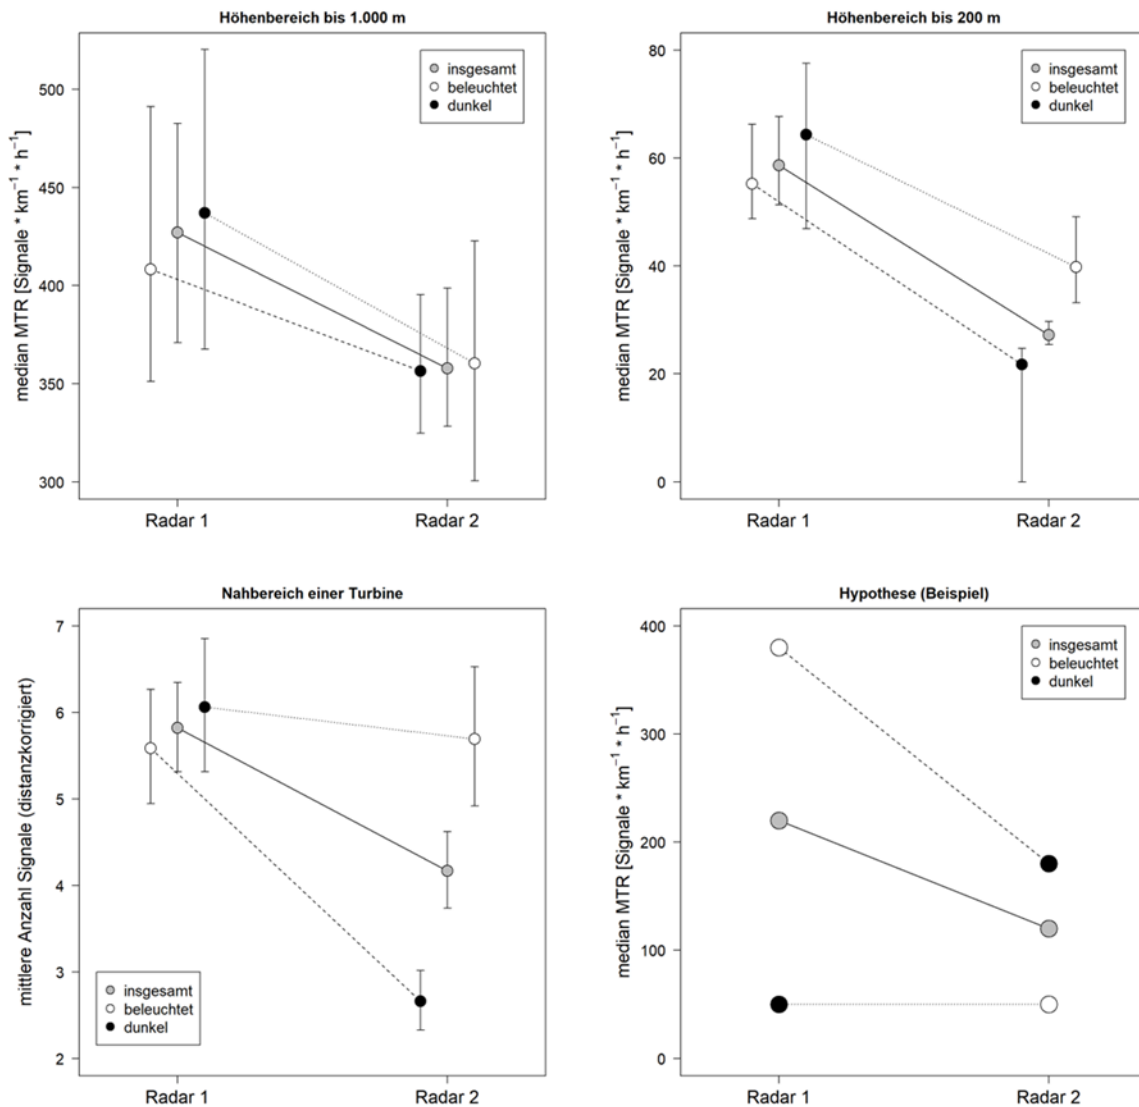 Höhenbereich bis 1.000 m
median MTR [Signale * km⁻¹ * h⁻¹]
500
450
400
350
300
insgesamt
beleuchtet
dunkel
Radar 1 Radar 2
Höhenbereich bis 200 m
median MTR [Signale * km⁻¹ * h⁻¹]
80
60
40
20
0
insgesamt
beleuchtet
dunkel
Radar 1 Radar 2
Nahbereich einer Turbine
mittlere Anzahl Signale (distanzkorrigiert)
7
6
5
4
3
2
insgesamt
beleuchtet
dunkel
Radar 1 Radar 2
Hypothese (Beispiel)
median MTR [Signale * km⁻¹ * h⁻¹]
400
300
200
100
0
insgesamt
beleuchtet
dunkel
Radar 1 Radar 2